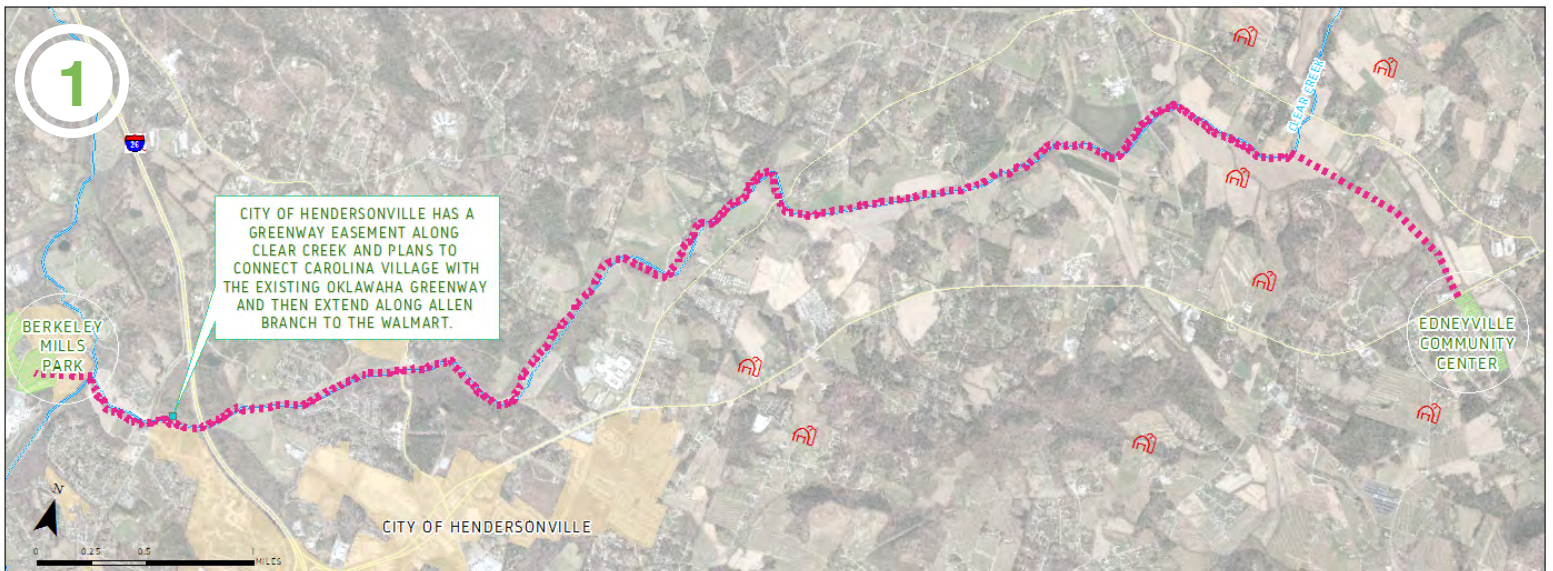 1
26
CLEAR CREEK
CITY OF HENDERSONVILLE HAS A
GREENWAY EASEMENT ALONG
CLEAR CREEK AND PLANS TO
CONNECT CAROLINA VILLAGE WITH
THE EXISTING OKLAWAHA GREENWAY
AND THEN EXTEND ALONG ALLEN
BRANCH TO THE WALMART.
BERKELEY
MILLS
PARK
EDNEYVILLE
COMMUNITY
CENTER
N
CITY OF HENDERSONVILLE
0 0.25 0.5 1
MILES